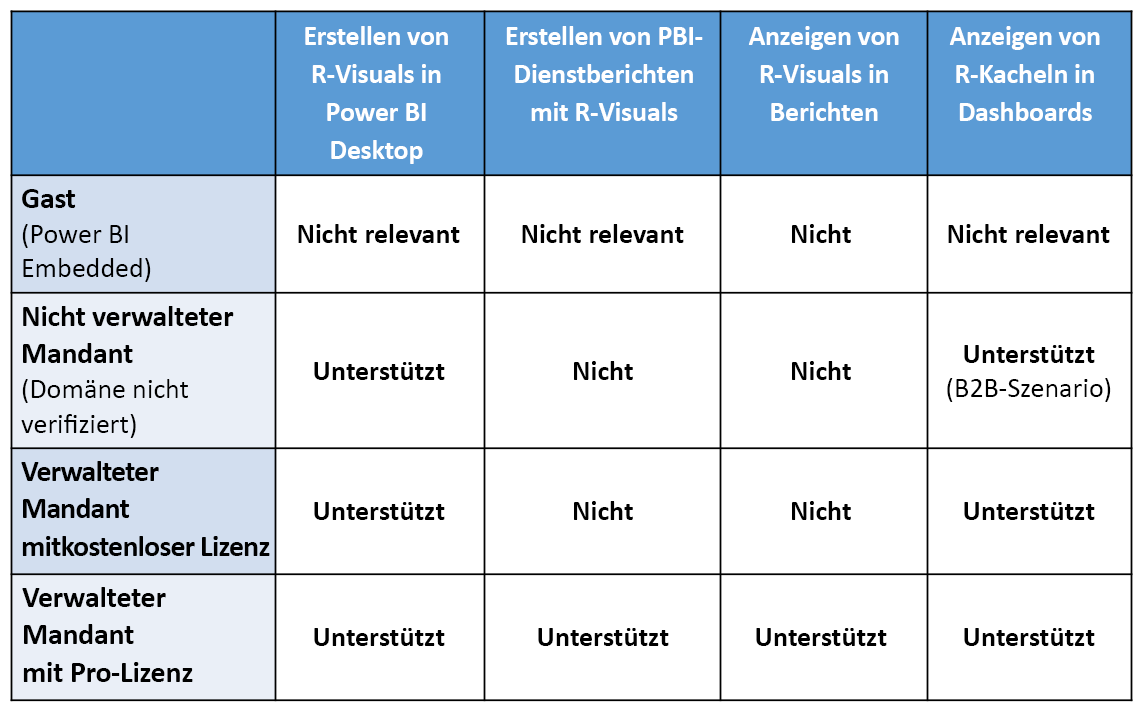 Erstellen von
R-Visuals in
Power BI
Desktop
Erstellen von PBI-
Dienstberichten
mit R-Visuals
Anzeigen von
R-Visuals in
Berichten
Anzeigen von
R-Kacheln in
Dashboards
Gast
(Power BI
Embedded)
Nicht relevant
Nicht relevant
Nicht
Nicht relevant
Nicht verwalteter
Mandant
(Domäne nicht
verifiziert)
Unterstützt
Nicht
Nicht
Unterstützt
(B2B-Szenario)
Verwalteter
Mandant
mitkostenloser Lizenz
Unterstützt
Nicht
Nicht
Unterstützt
Verwalteter
Mandant
mit Pro-Lizenz
Unterstützt
Unterstützt
Unterstützt
Unterstützt